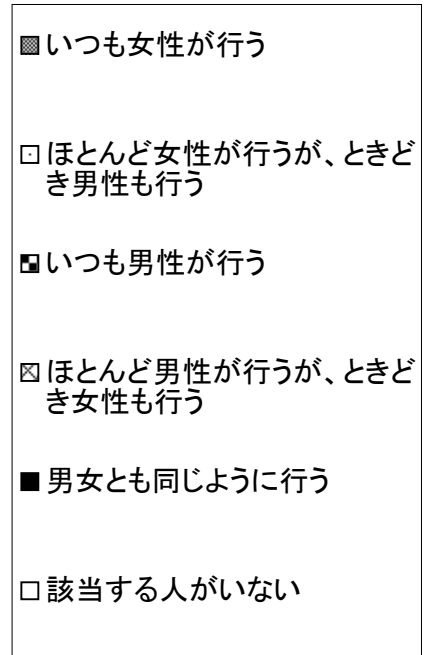 いつも女性が行う
ほとんど女性が行うが、ときど
き男性も行う
いつも男性が行う
ほとんど男性が行うが、ときど
き女性も行う
男女とも同じように行う
該当する人がいない